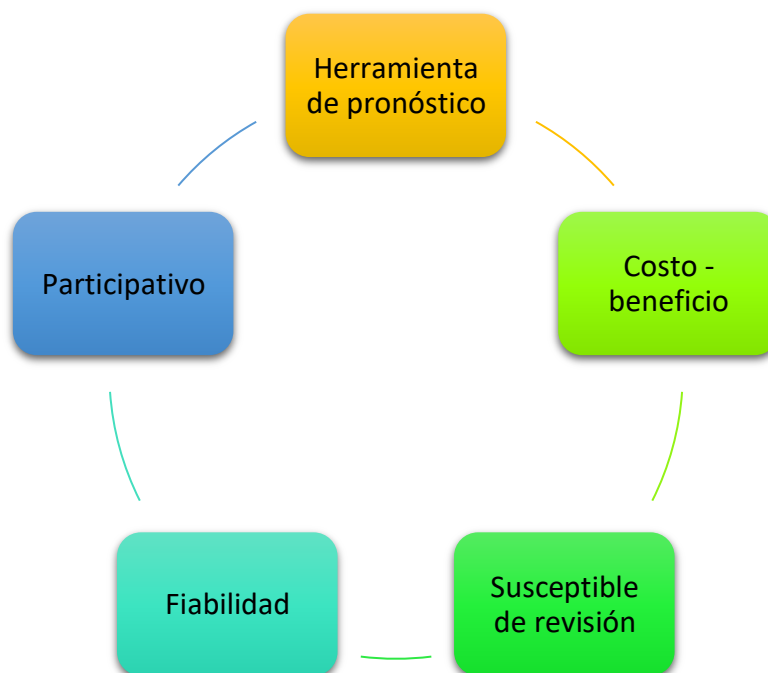 Herramienta
de pronóstico
Costo -
beneficio
Susceptible
de revisión
Fiabilidad
Participativo